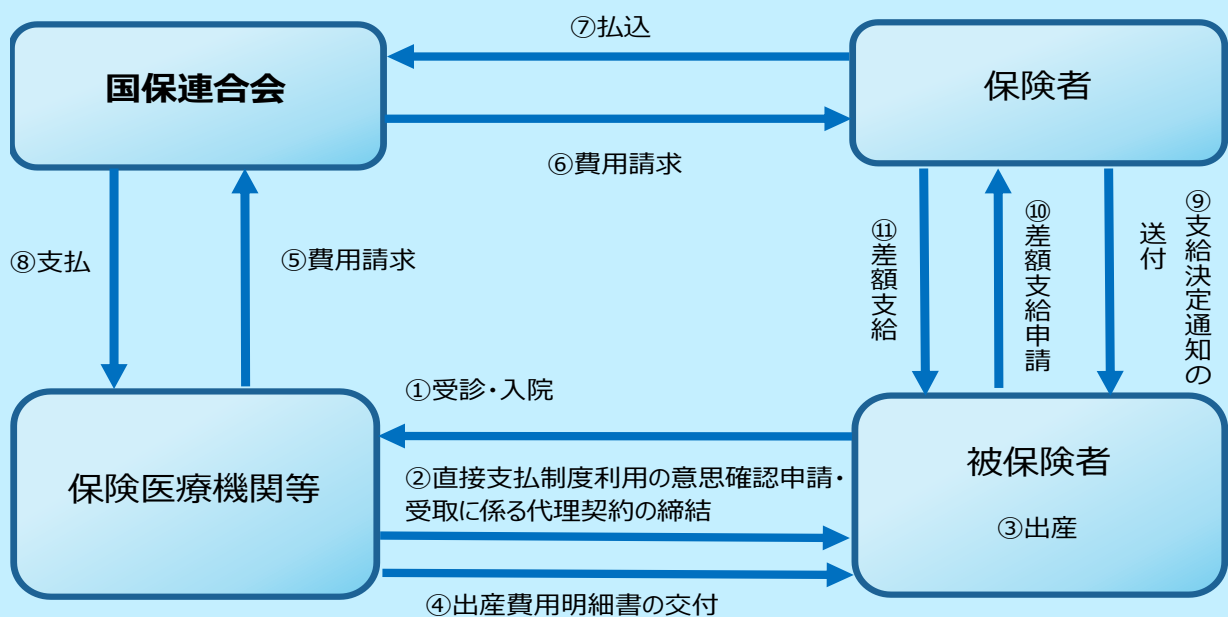 ⑦払込
国保連合会
保険者
⑥費用請求
⑧支払
⑤費用請求
⑪差額支給
⑩差額支給申請
⑨支給決定通知の
送付
①受診・入院
保険医療機関等
②直接支払制度利用の意思確認申請・
受取に係る代理契約の締結
被保険者
③出産
④出産費用明細書の交付